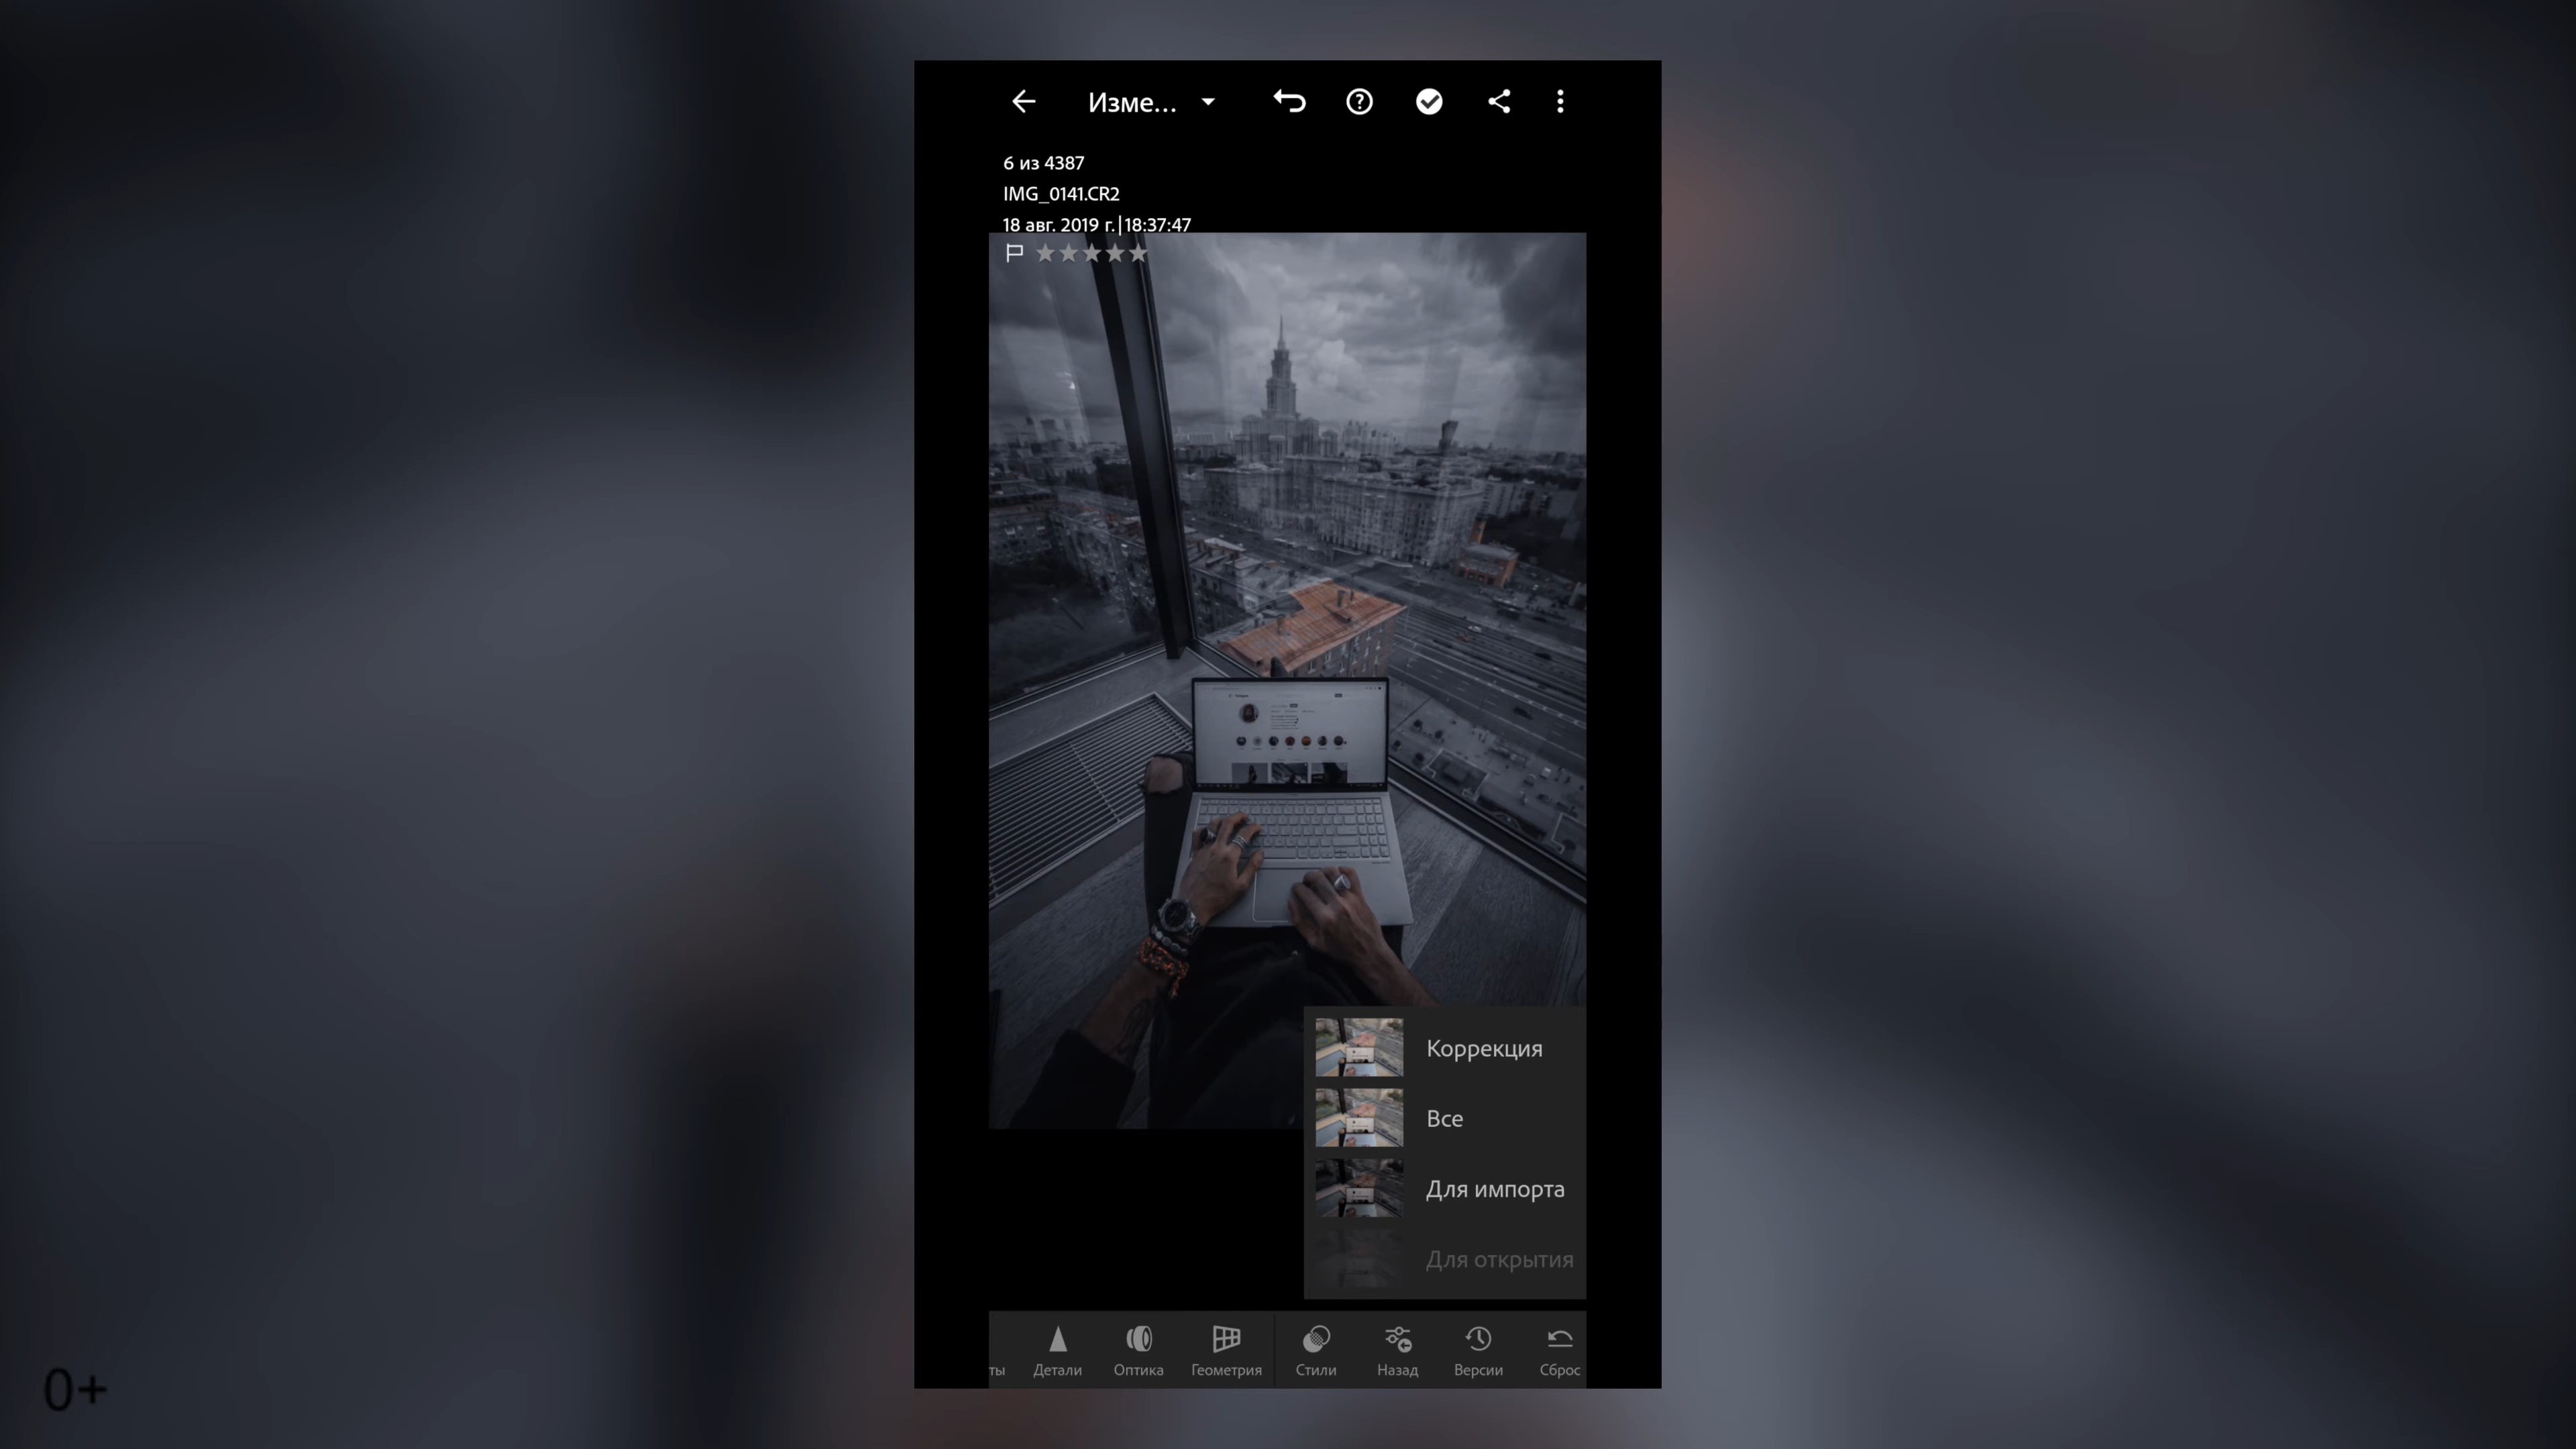 Изме...
6 из 4387
IMG_0141.CR2
18 авг. 2019 г.|18:37:47
Коррекция
Все
Для импорта
Для открытия
ты Детали Оптика Геометрия Стили Назад Версии Сброс
0+